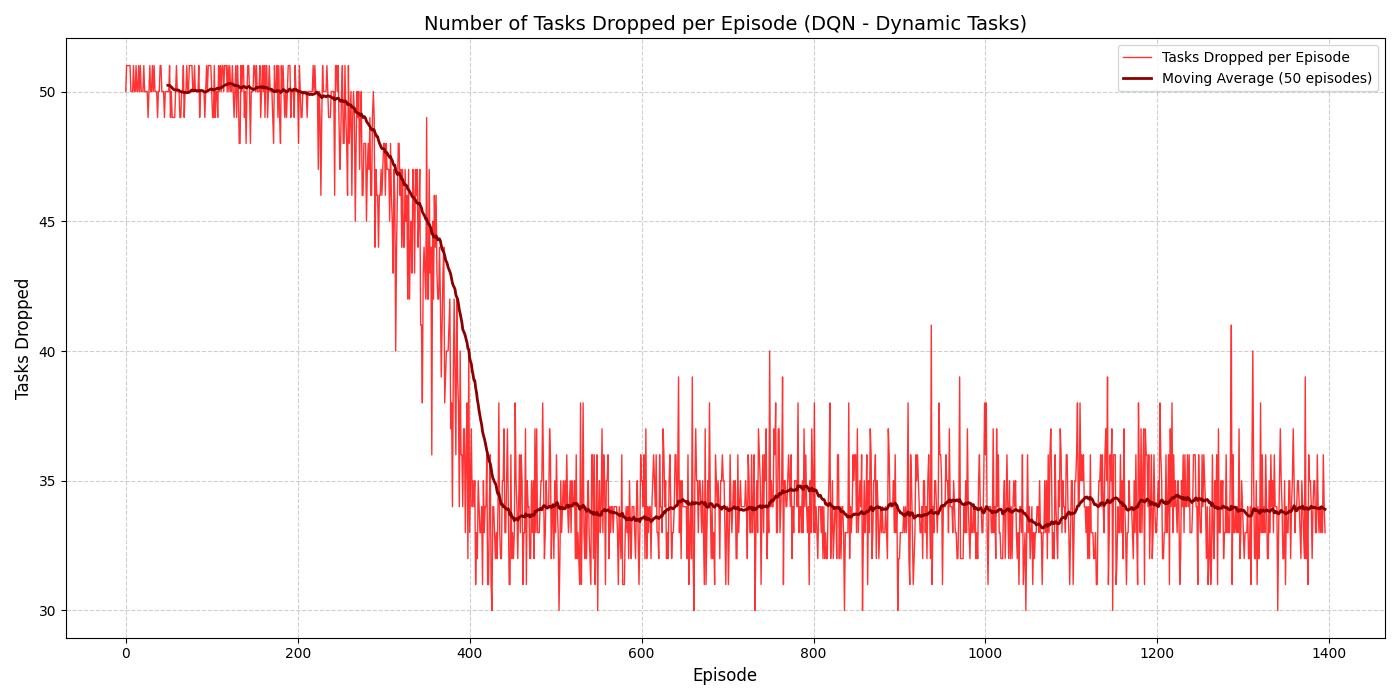 Number of Tasks Dropped per Episode (DQN - Dynamic Tasks)
Tasks Dropped per Episode
Moving Average (50 episodes)
Tasks Dropped
50
45
40
35
30
0 200 400 600 800 1000 1200 1400
Episode